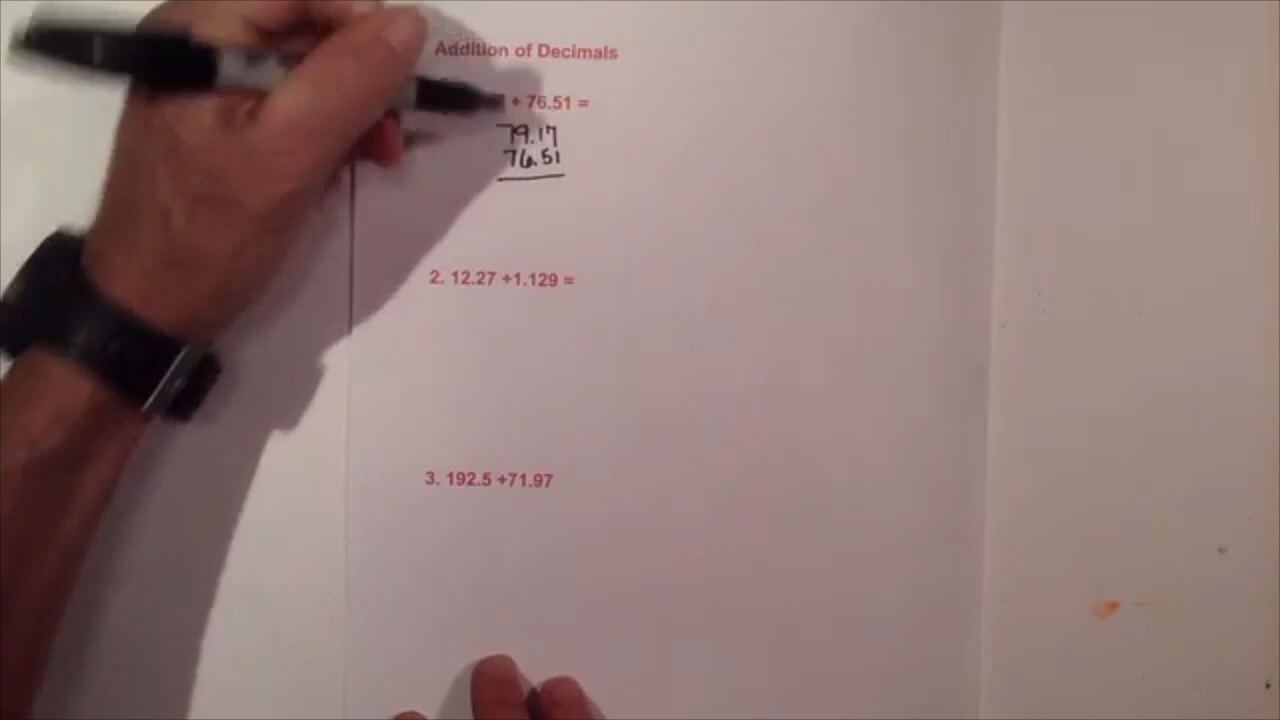 Addition of Decimals
+ 76.51 =
79.17
76.51
2. 12.27 +1.129 =
3. 192.5 +71.97